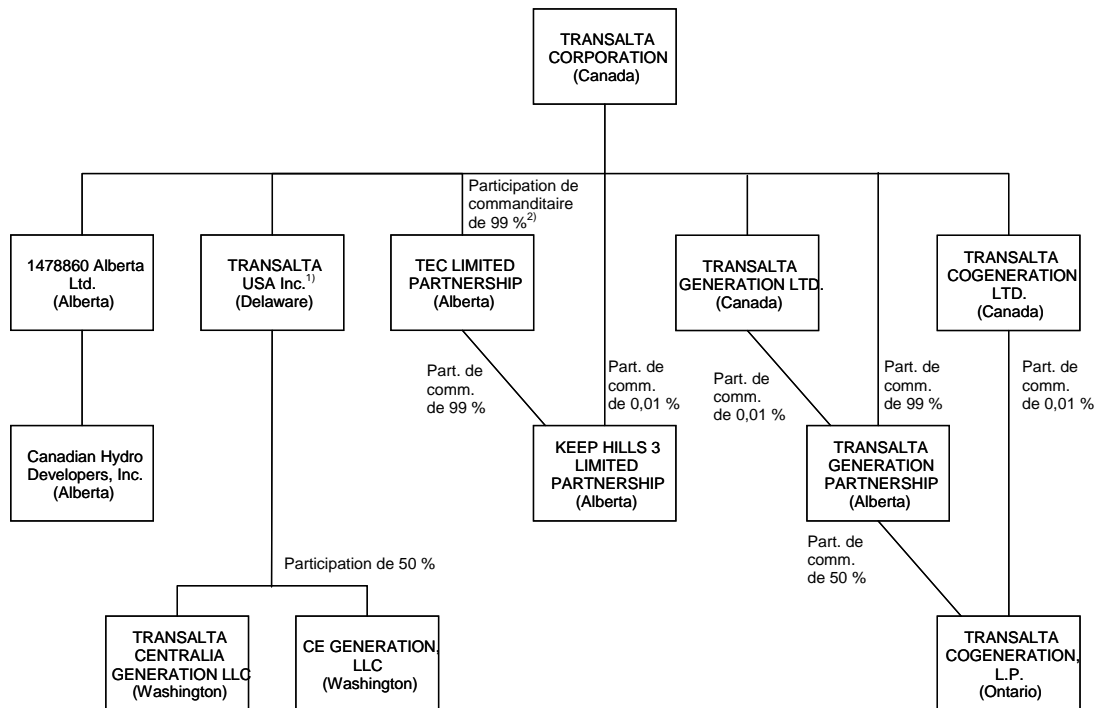 TRANSALTA
CORPORATION
(Canada)
Participation de
commanditaire
de 99 %2)
1478860 Alberta
Ltd.
(Alberta)
TRANSALTA
USA Inc.1)
(Delaware)
TEC LIMITED
PARTNERSHIP
(Alberta)
TRANSALTA
GENERATION LTD.
(Canada)
TRANSALTA
COGENERATION
LTD.
(Canada)
Part. de
comm.
de 99 %
Part. de
comm.
de 0,01 %
Part. de
comm.
de 0,01 %
Part. de
comm.
de 99 %
Part. de
comm.
de 0,01 %
Canadian Hydro
Developers, Inc.
(Alberta)
KEEP HILLS 3
LIMITED
PARTNERSHIP
(Alberta)
TRANSALTA
GENERATION
PARTNERSHIP
(Alberta)
Part. de
comm.
de 50 %
Participation de 50 %
TRANSALTA
CENTRALIA
GENERATION LLC
(Washington)
CE GENERATION,
LLC
(Washington)
TRANSALTA
COGENERATION,
L.P.
(Ontario)